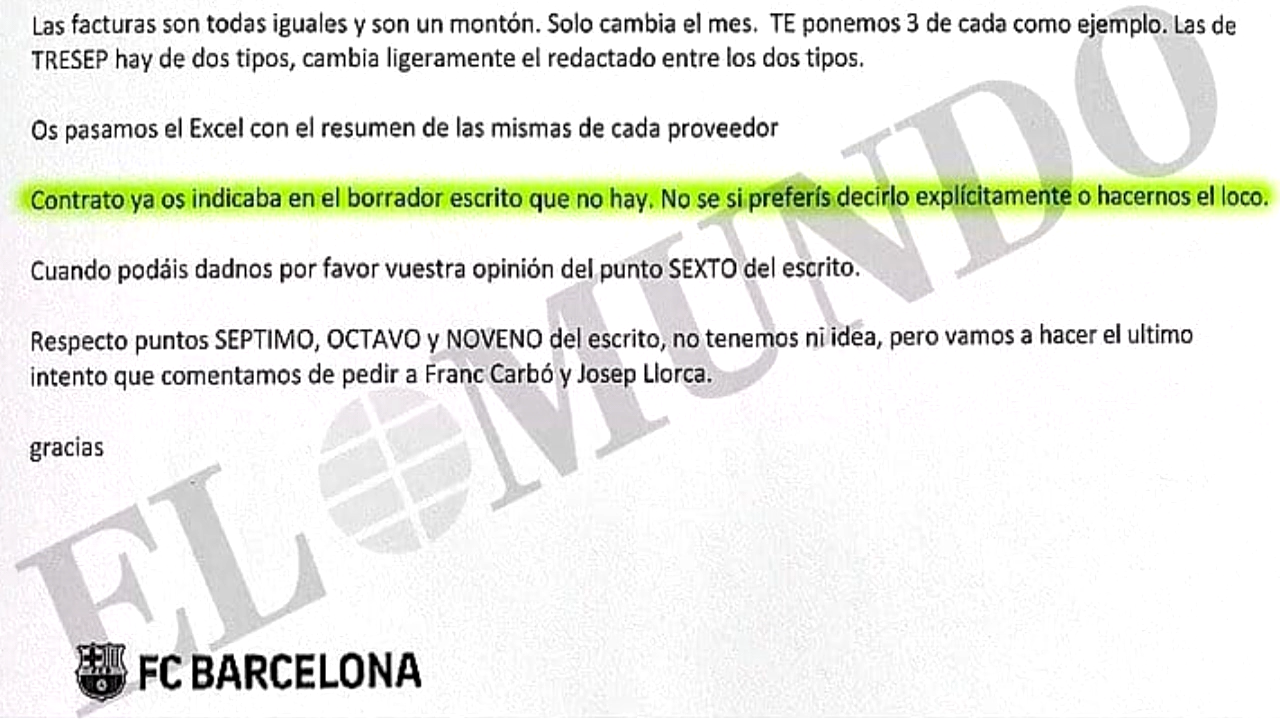 Las facturas son todas iguales y son un montón. Solo cambia el mes.  TE ponemos 3 de cada como ejemplo. Las de
TRESEP hay de dos tipos, cambia ligeramente el redactado entre los dos tipos.
Os pasamos el Excel con el resumen de las mismas de cada proveedor
Contrato ya os indicaba en el borrador escrito que no hay. No se si preferís decirlo explícitamente o hacernos el loco.
Cuando podáis dadnos por favor vuestra opinión del punto SEXTO del escrito.
Respecto puntos SEPTIMO, OCTAVO y NOVENO del escrito, no tenemos ni idea, pero vamos a hacer el ultimo
intento que comentamos de pedir a Franc Carbó y Josep Llorca.
gracias
EL MUNDO
FC BARCELONA